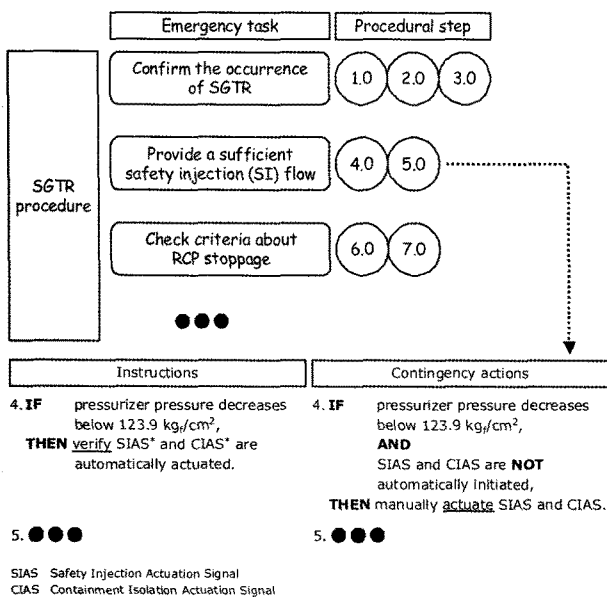 Emergency task
Procedural step
SGTR
procedure
Confirm the occurrence
of SGTR
1.0 2.0 3.0
Provide a sufficient
safety injection (SI) flow
4.0 5.0
Check criteria about
RCP stoppage
6.0 7.0
Instructions
4. IF pressurizer pressure decreases
below 123.9 kgf/cm²,
THEN verify SIAS* and CIAS* are
automatically actuated.
5.
Contingency actions
4. IF pressurizer pressure decreases
below 123.9 kgf/cm²,
AND
SIAS and CIAS are NOT
automatically initiated,
THEN manually actuate SIAS and CIAS.
5.
SIAS Safety Injection Actuation Signal
CIAS Containment Isolation Actuation Signal